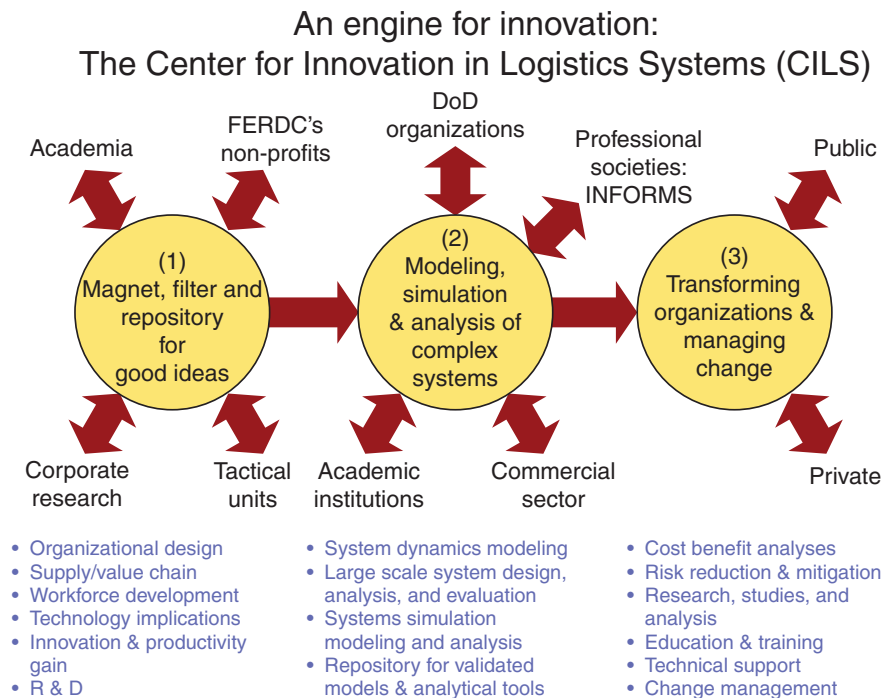 An engine for innovation:
The Center for Innovation in Logistics Systems (CILS)
Academia
FERDC's
non-profits
DoD
organizations
Professional
societies:
INFORMS
Public
(1)
Magnet, filter and
repository
for
good ideas
(2)
Modeling,
simulation
& analysis of
complex
systems
(3)
Transforming
organizations &
managing
change
Corporate
research
Tactical
units
Academic
institutions
Commercial
sector
Private
• Organizational design
• Supply/value chain
• Workforce development
• Technology implications
• Innovation & productivity
gain
• R & D
• System dynamics modeling
• Large scale system design,
analysis, and evaluation
• Systems simulation
modeling and analysis
• Repository for validated
models & analytical tools
• Cost benefit analyses
• Risk reduction & mitigation
• Research, studies, and
analysis
• Education & training
• Technical support
• Change management